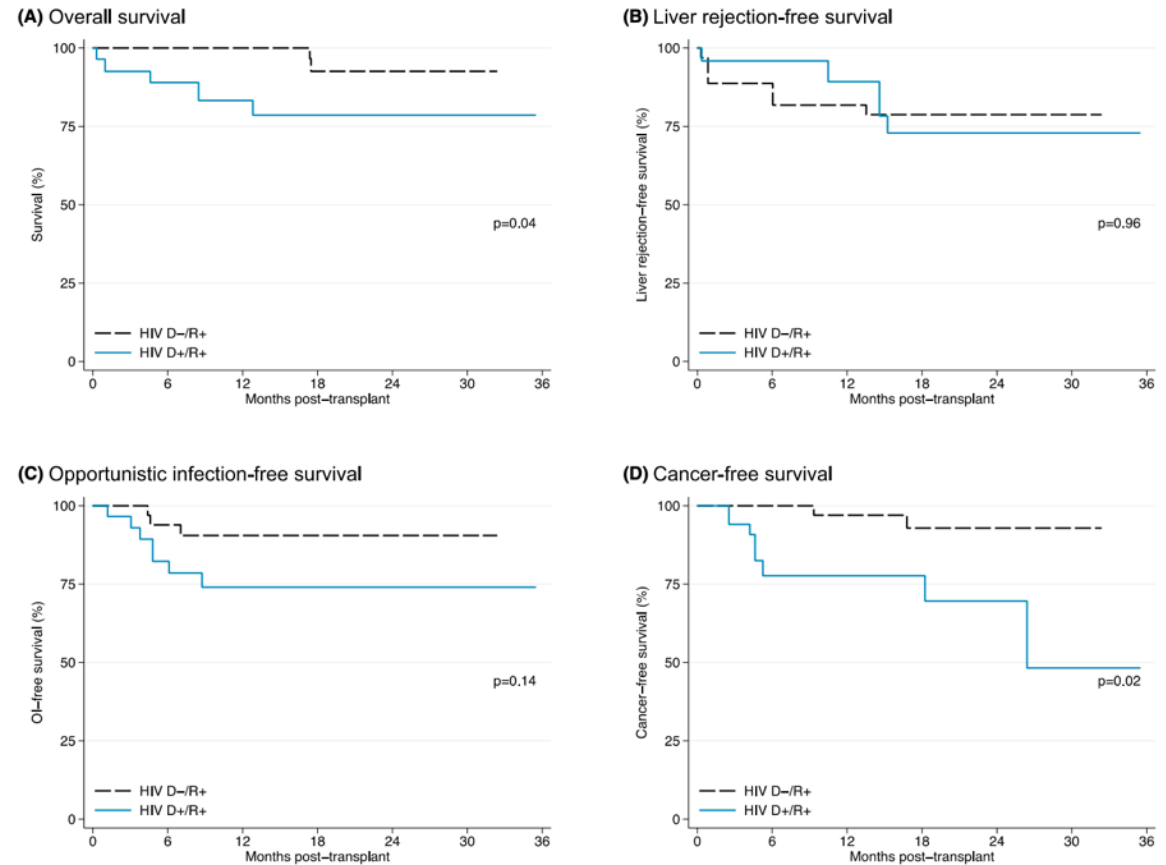 (A) Overall survival
100
75
50
25
0
Survival (%)
p=0.04
HIV D−/R+
HIV D+/R+
0 6 12 18 24 30 36
Months post−transplant
(B) Liver rejection-free survival
100
75
50
25
0
Liver rejection−free survival (%)
p=0.96
HIV D−/R+
HIV D+/R+
0 6 12 18 24 30 36
Months post−transplant
(C) Opportunistic infection-free survival
100
75
50
25
0
OI−free survival (%)
p=0.14
HIV D−/R+
HIV D+/R+
0 6 12 18 24 30 36
Months post−transplant
(D) Cancer-free survival
100
75
50
25
0
Cancer−free survival (%)
p=0.02
HIV D−/R+
HIV D+/R+
0 6 12 18 24 30 36
Months post−transplant